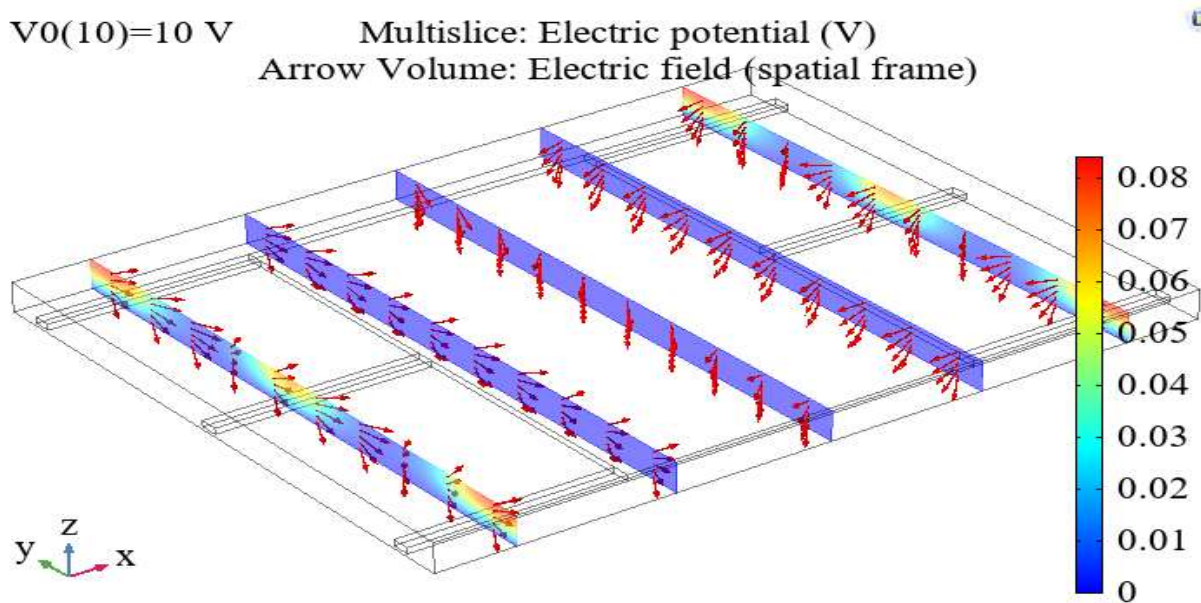 V0(10)=10 V Multislice: Electric potential (V)
Arrow Volume: Electric field (spatial frame)
0.08
0.07
0.06
0.05
0.04
0.03
0.02
0.01
0
z
y
x